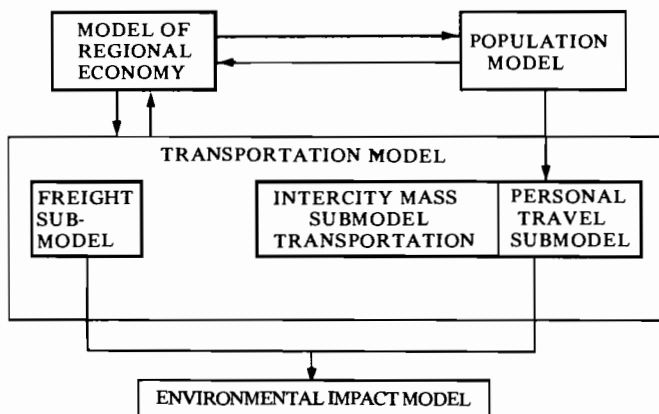 MODEL OF
REGIONAL
ECONOMY
POPULATION
MODEL
TRANSPORTATION MODEL
FREIGHT
SUB-
MODEL
INTERCITY MASS
SUBMODEL
TRANSPORTATION
PERSONAL
TRAVEL
SUBMODEL
ENVIRONMENTAL IMPACT MODEL